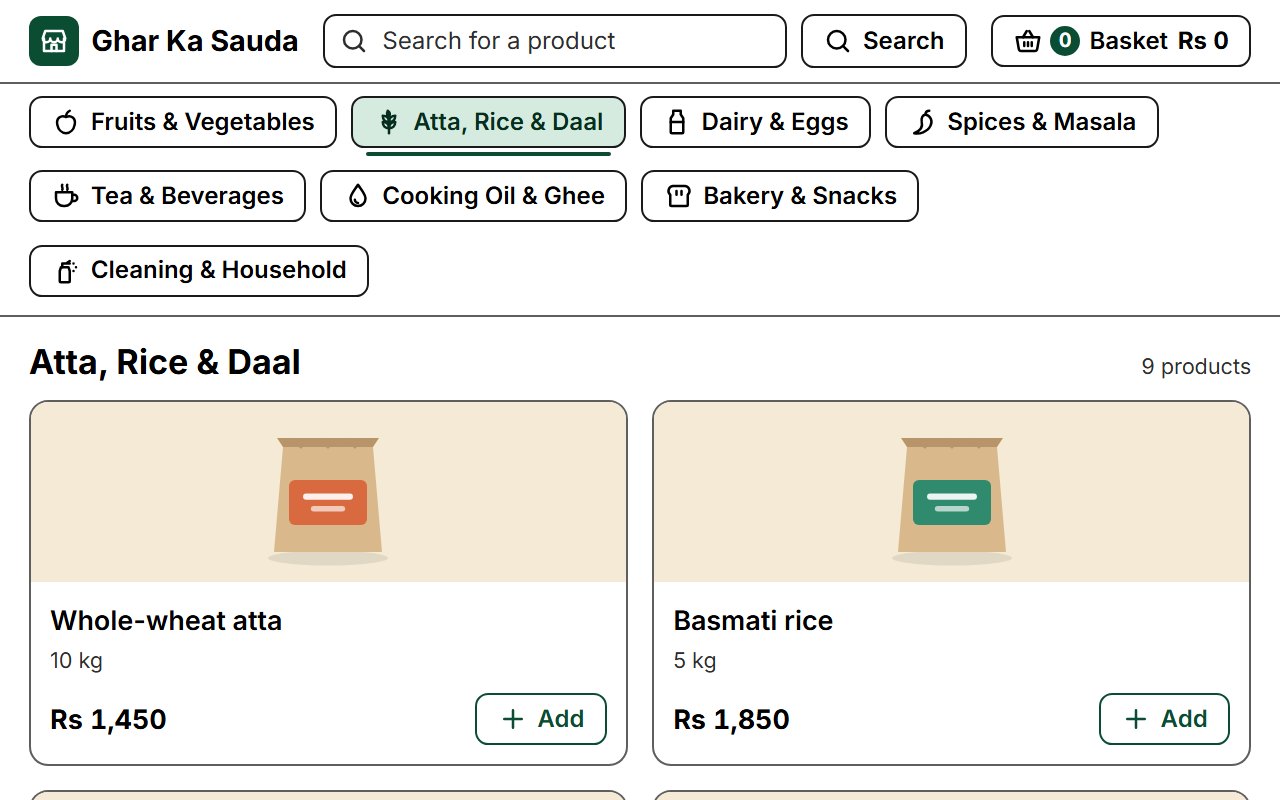 Ghar Ka Sauda
Search for a product
Search
0 Basket Rs 0
Fruits & Vegetables
Atta, Rice & Daal
Dairy & Eggs
Spices & Masala
Tea & Beverages
Cooking Oil & Ghee
Bakery & Snacks
Cleaning & Household
Atta, Rice & Daal
9 products
Whole-wheat atta
10 kg
Rs 1,450
Add
Basmati rice
5 kg
Rs 1,850
Add